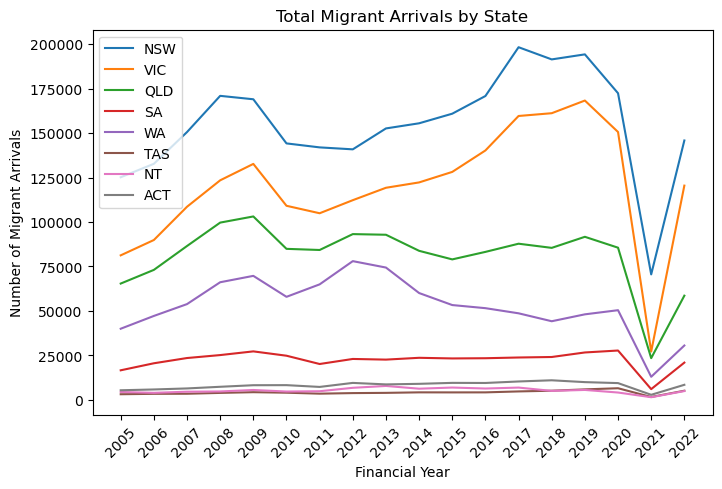 Total Migrant Arrivals by State
NSW
VIC
QLD
SA
WA
TAS
NT
ACT
Number of Migrant Arrivals
200000
175000
150000
125000
100000
75000
50000
25000
0
2005 2006 2007 2008 2009 2010 2011 2012 2013 2014 2015 2016 2017 2018 2019 2020 2021 2022
Financial Year